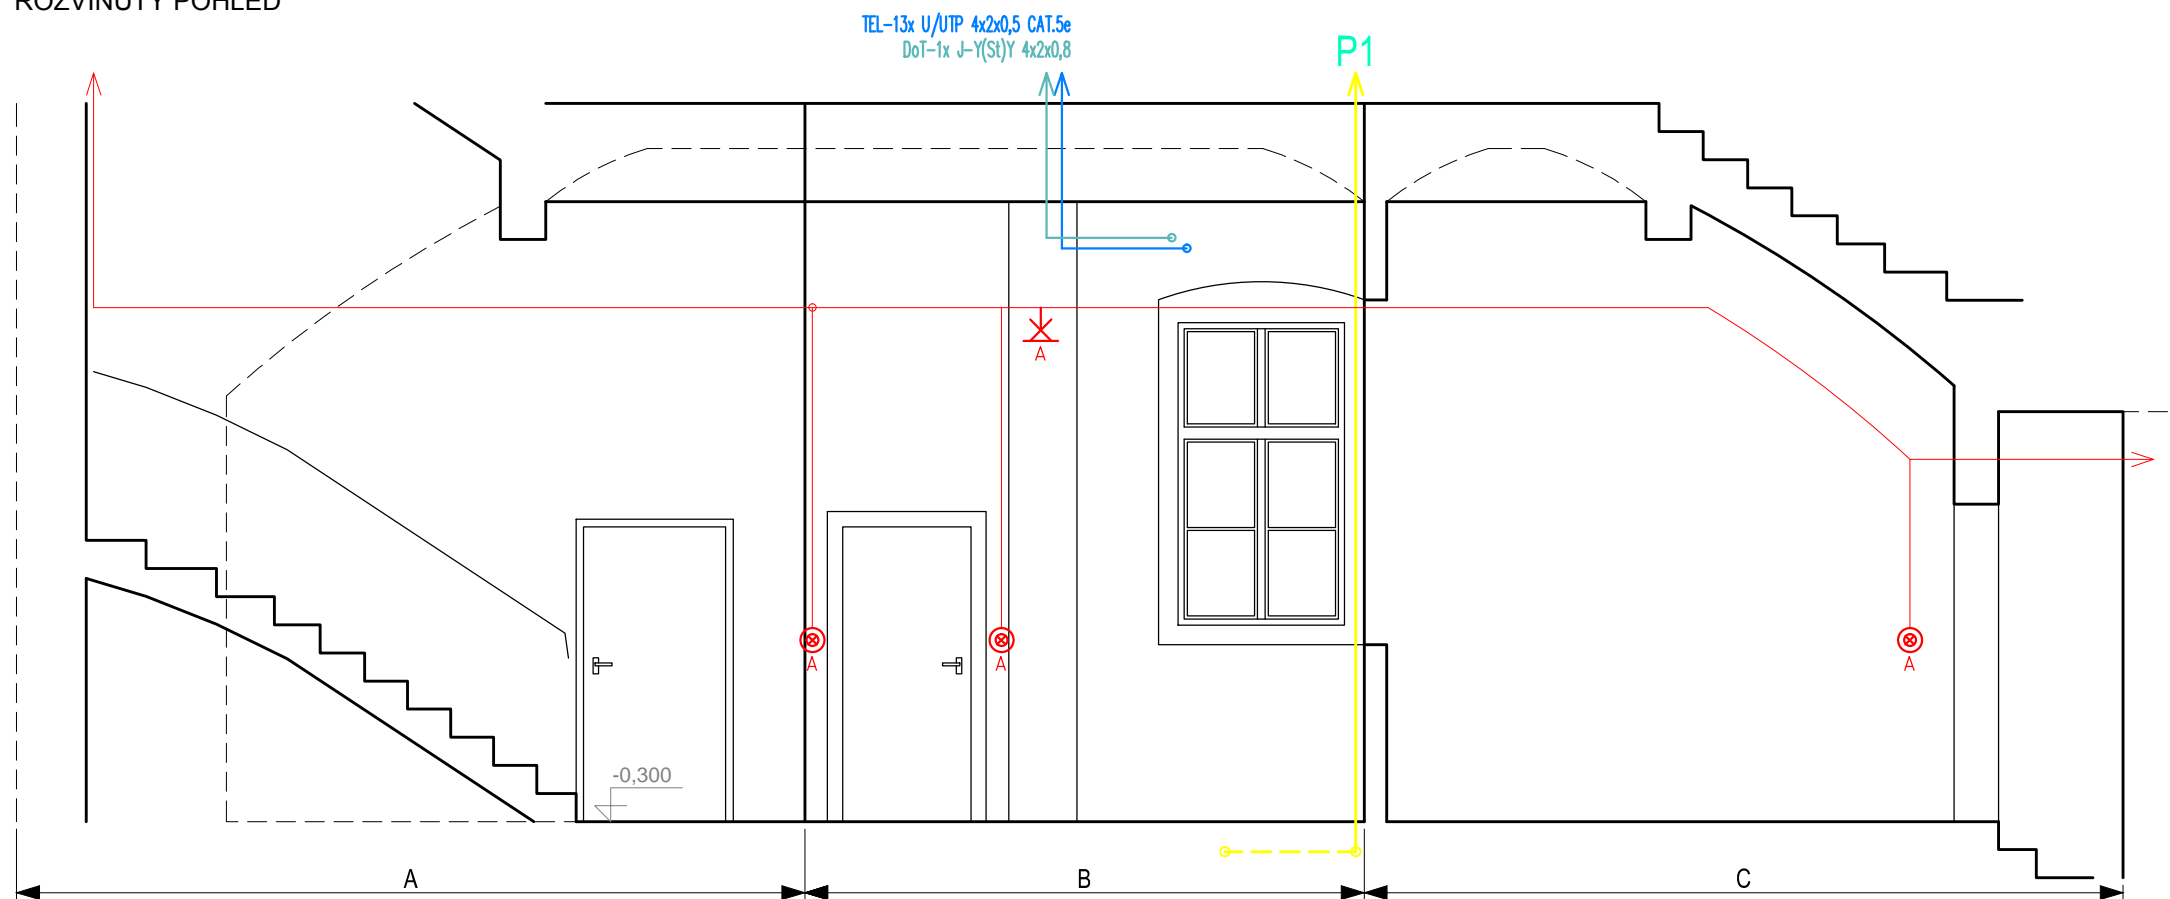 ROZVINUTÝ POHLED
TEL-13x U/UTP 4x2x0,5 CAT.5e
DoT-1x J-Y(St)Y 4x2x0,8
P1
A
A
A
A
-0,300
A
B
C